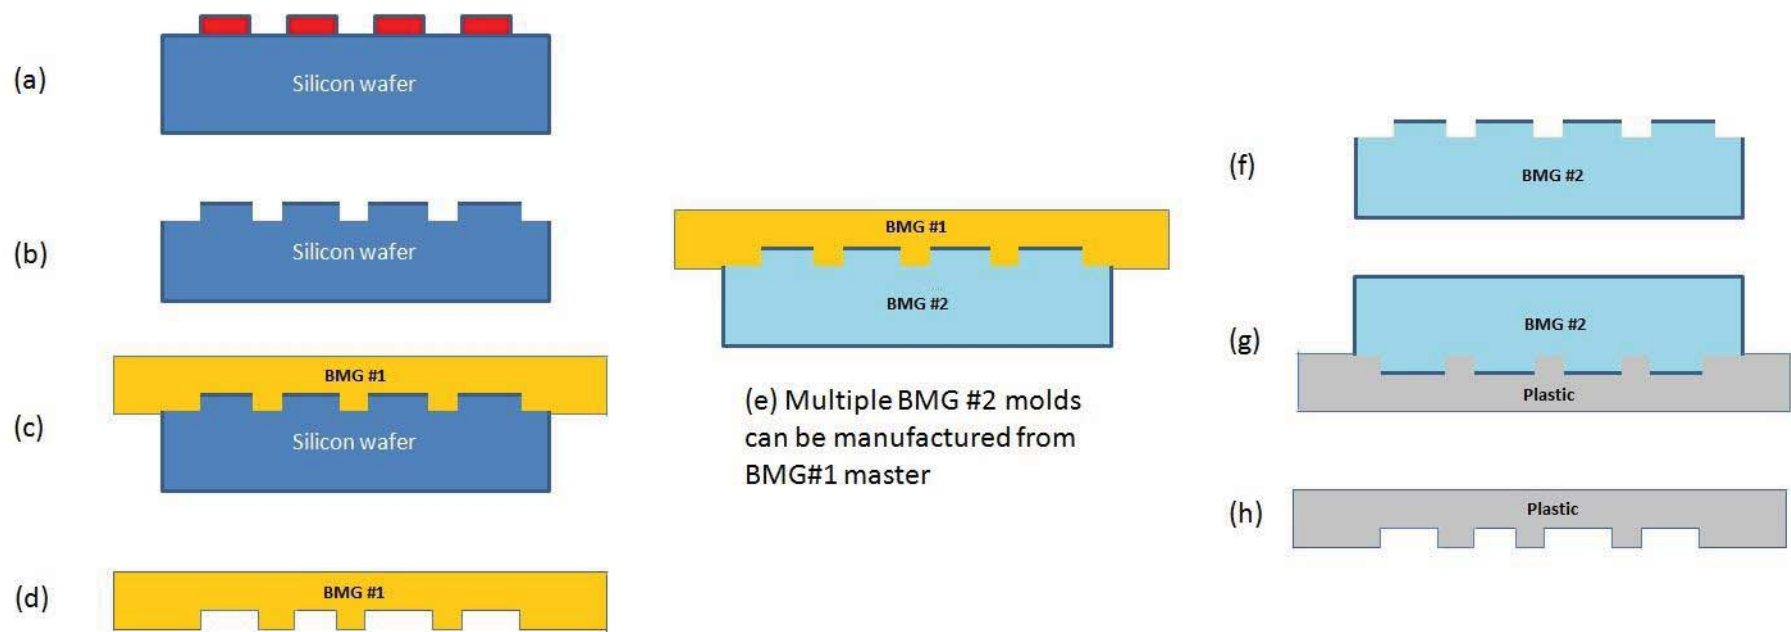 (a)
Silicon wafer
(b)
Silicon wafer
(c)
BMG #1
Silicon wafer
(d)
BMG #1
BMG #1
BMG #2
(e) Multiple BMG #2 molds
can be manufactured from
BMG#1 master
(f)
BMG #2
(g)
BMG #2
Plastic
(h)
Plastic